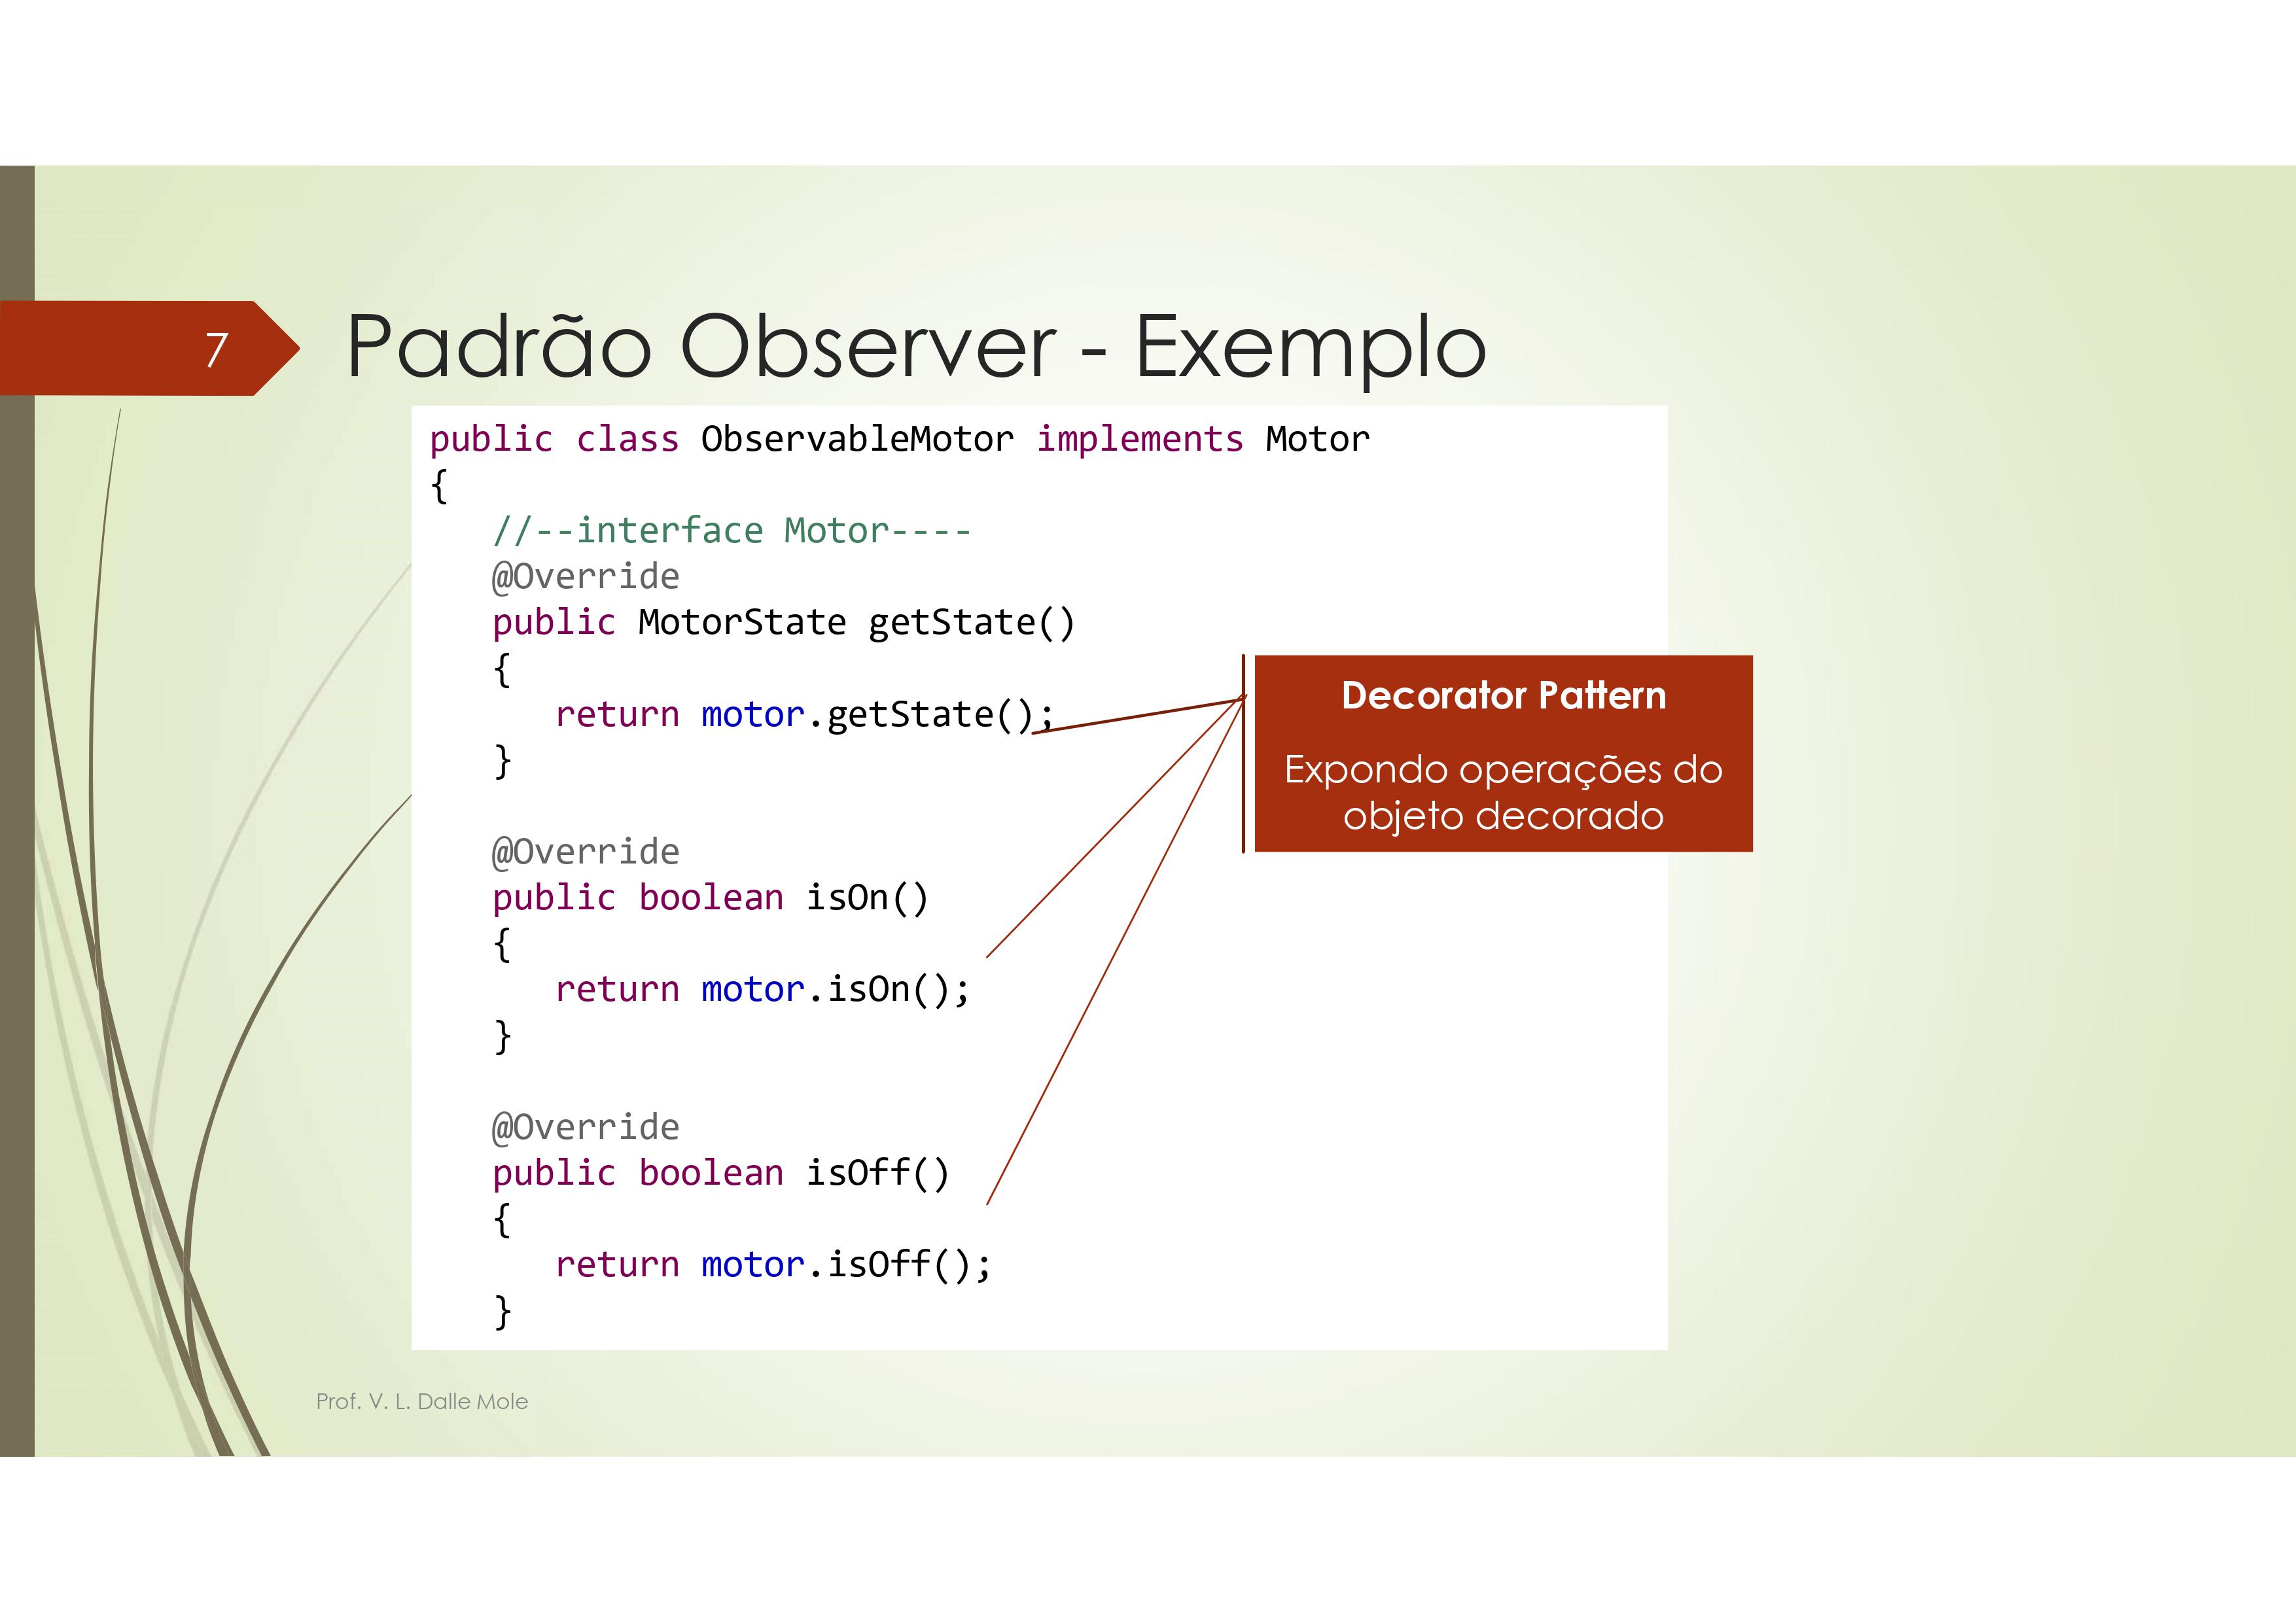 7
Padrão Observer - Exemplo
public class ObservableMotor implements Motor
{
//--interface Motor----
@Override
public MotorState getState()
{
return motor.getState();
}
@Override
public boolean isOn()
{
return motor.isOn();
}
@Override
public boolean isOff()
{
return motor.isOff();
}
Decorator Pattern
Expondo operações do
objeto decorado
Prof. V. L. Dalle Mole